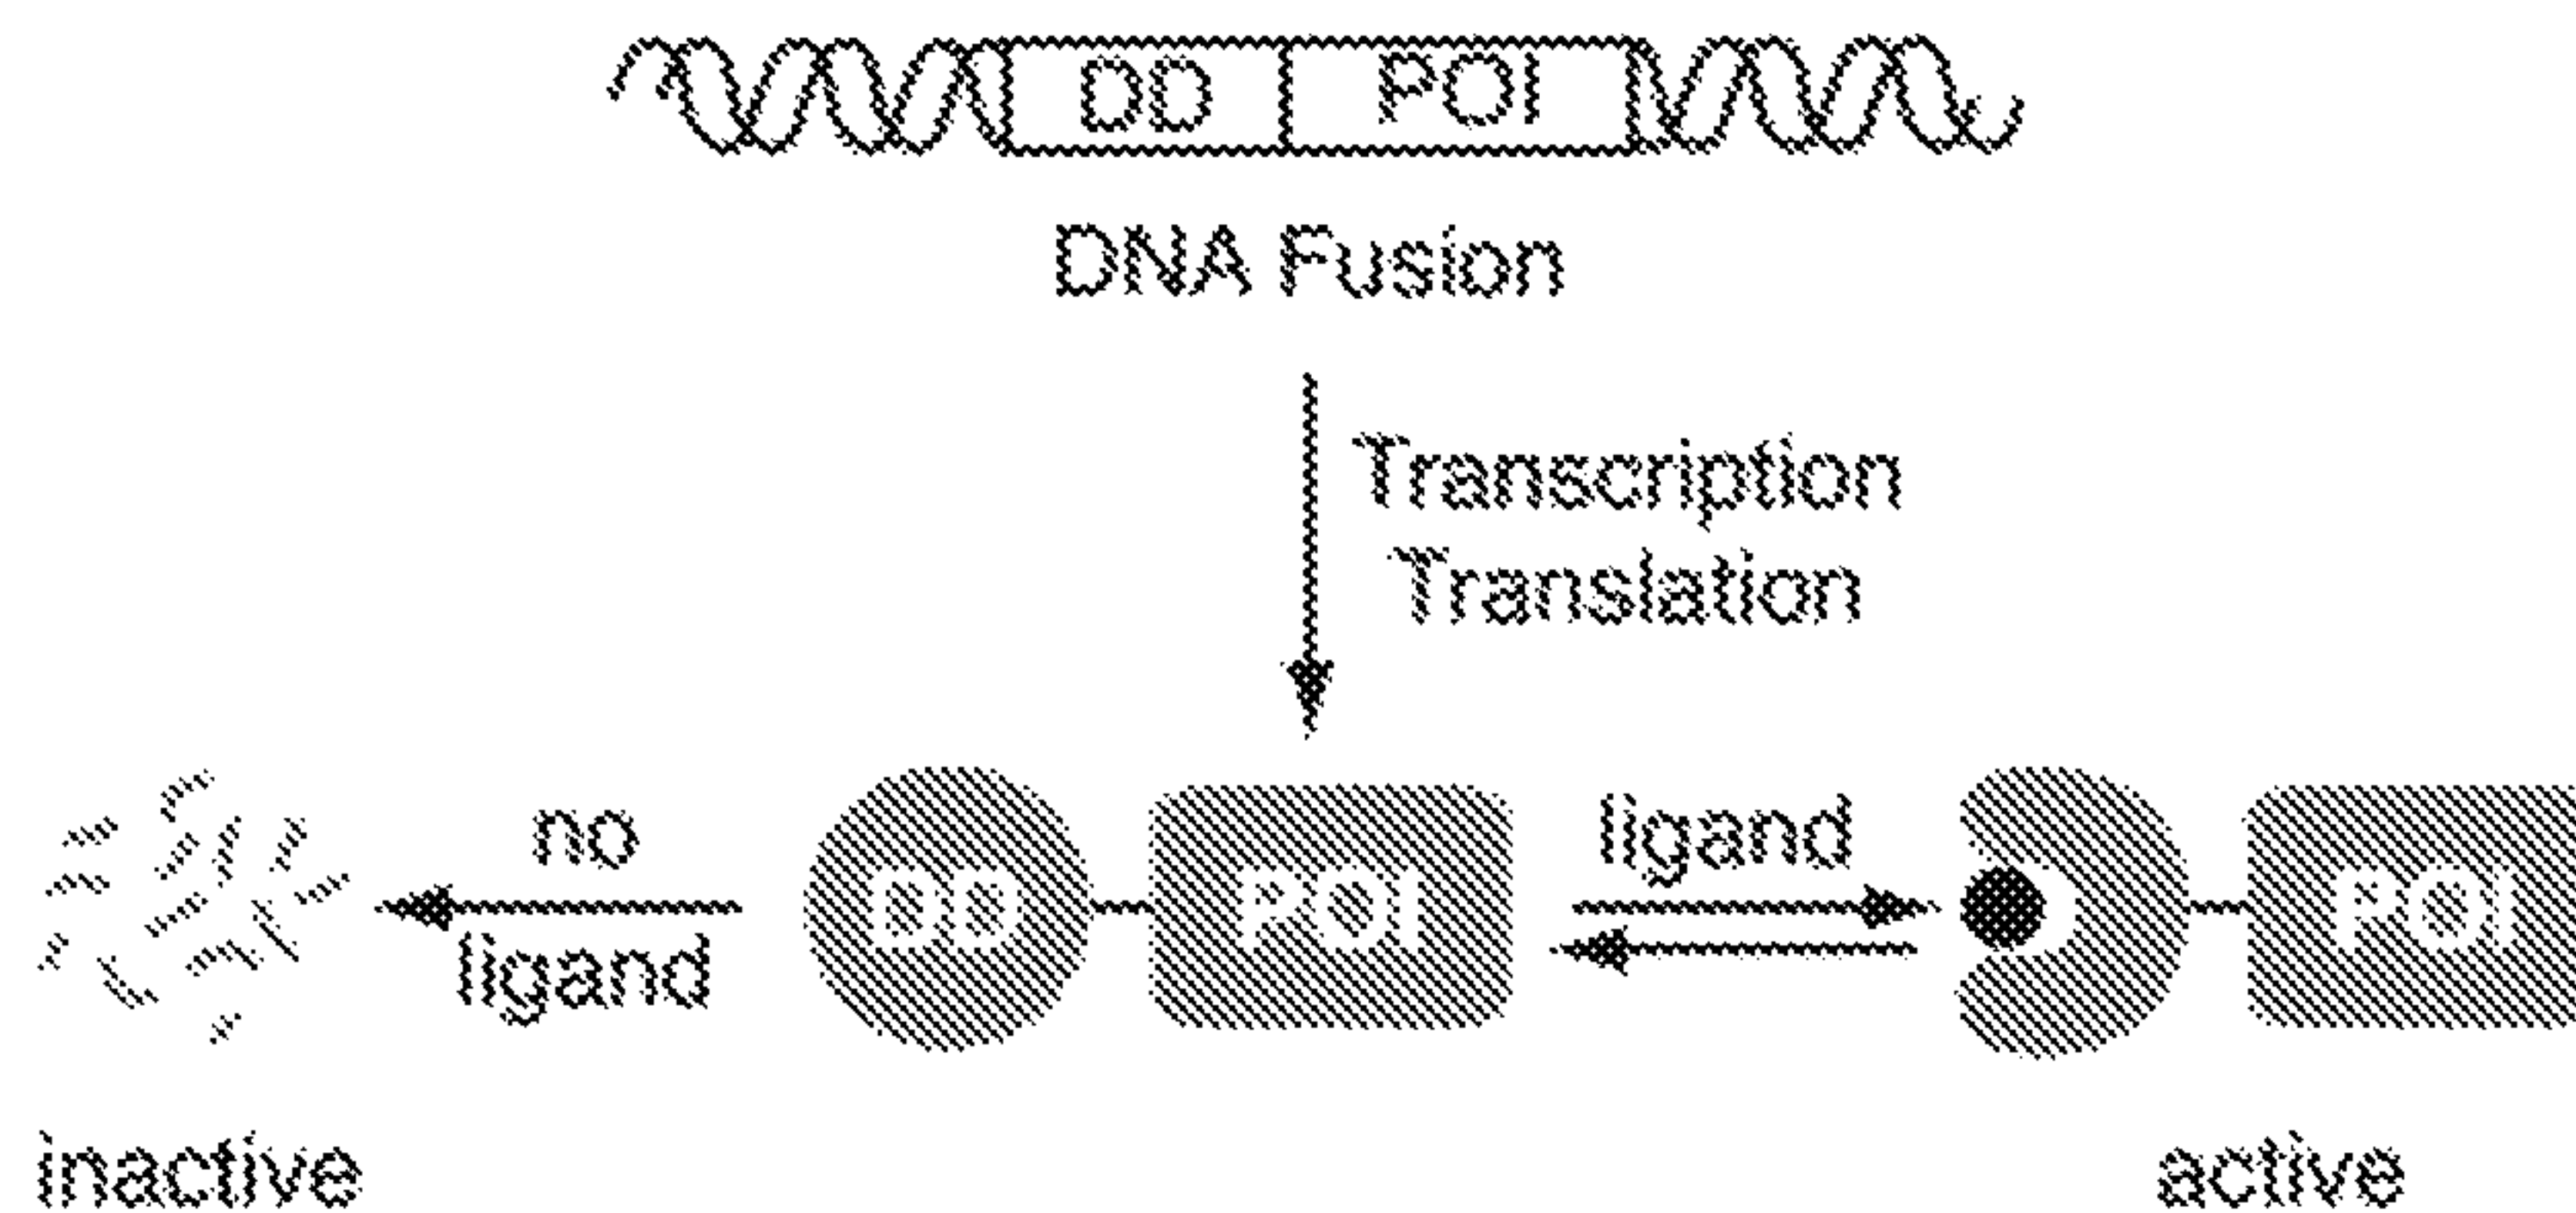 DD POI
DNA Fusion
Transcription
Translation
no
ligand
DD POI
ligand
POI
inactive
active